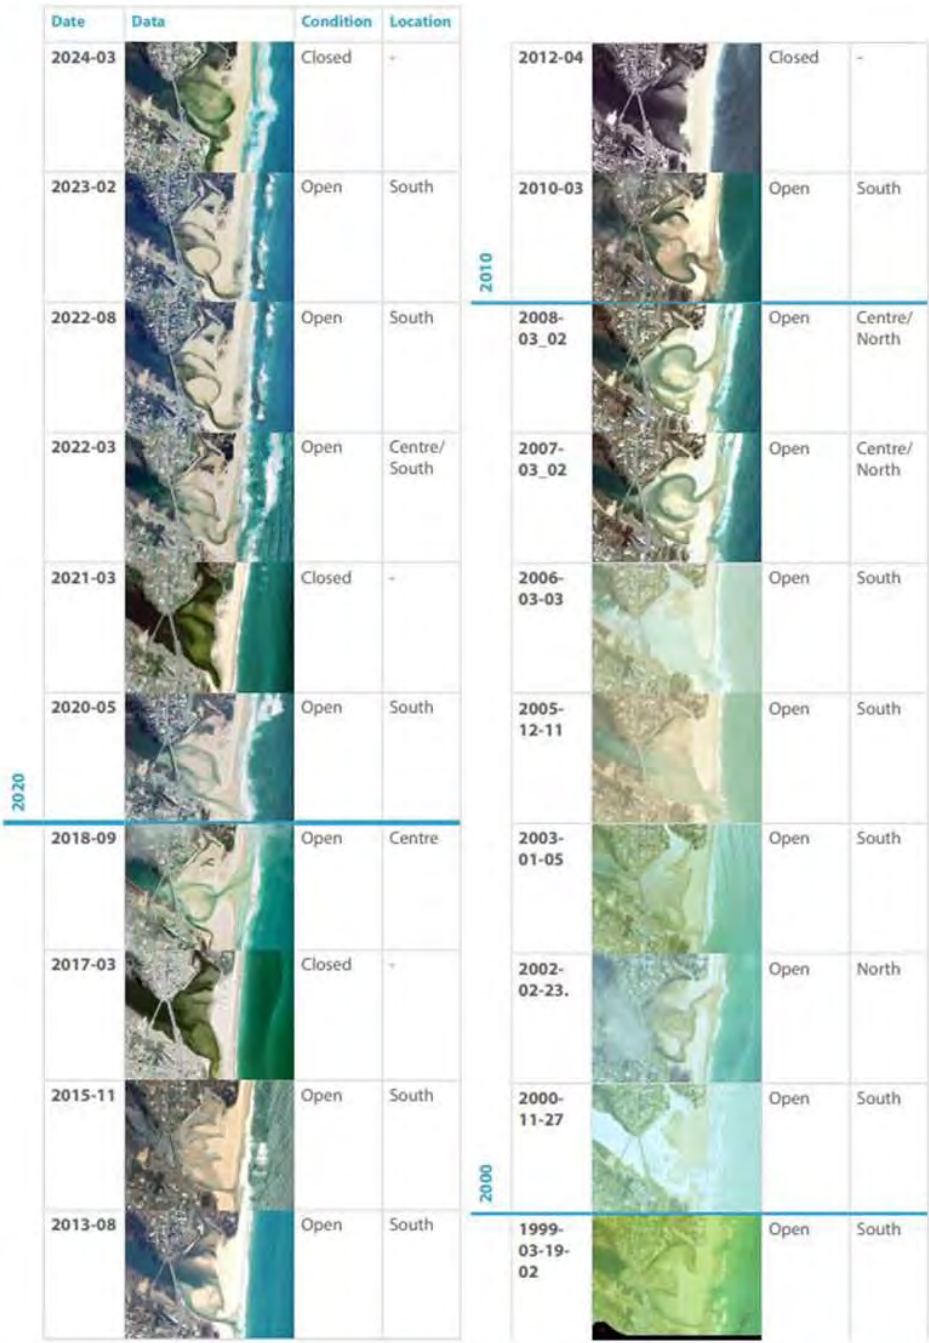 Date Data Condition Location
2024-03 Closed -
2023-02 Open South
2022-08 Open South
2022-03 Open Centre/
South
2021-03 Closed -
2020-05 Open South
2020
2018-09 Open Centre
2017-03 Closed -
2015-11 Open South
2013-08 Open South
2012-04 Closed -
2010-03 Open South
2010
2008- Open Centre/
03_02 North
2007- Open Centre/
03_02 North
2006- Open South
03-03
2005- Open South
12-11
2003- Open South
01-05
2002- Open North
02-23.
2000- Open South
11-27
2000
1999- Open South
03-19-
02